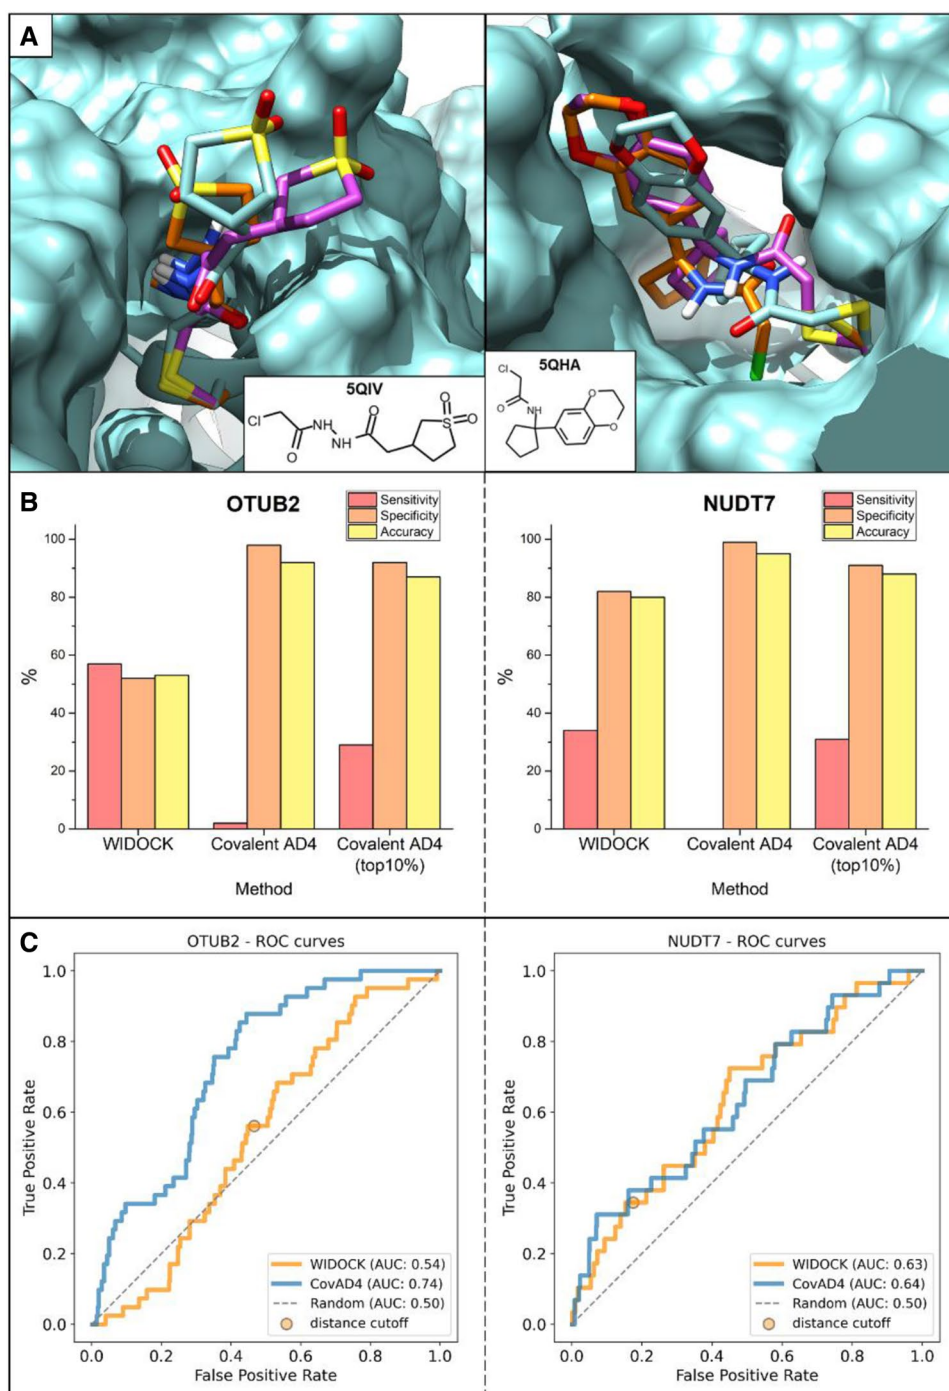 A
5QIV
Cl
O
NH
NH
O
S
O
O
5QHA
Cl
O
NH
O
O
B
OTUB2
Sensitivity
Specificity
Accuracy
100
80
60
40
20
0
%
WIDOCK
Covalent AD4
Covalent AD4
(top10%)
Method
NUDT7
Sensitivity
Specificity
Accuracy
100
80
60
40
20
0
%
WIDOCK
Covalent AD4
Covalent AD4
(top10%)
Method
C
OTUB2 - ROC curves
1.0
0.8
0.6
0.4
0.2
0.0
True Positive Rate
WIDOCK (AUC: 0.54)
CovAD4 (AUC: 0.74)
Random (AUC: 0.50)
distance cutoff
0.0 0.2 0.4 0.6 0.8 1.0
False Positive Rate
NUDT7 - ROC curves
1.0
0.8
0.6
0.4
0.2
0.0
True Positive Rate
WIDOCK (AUC: 0.63)
CovAD4 (AUC: 0.64)
Random (AUC: 0.50)
distance cutoff
0.0 0.2 0.4 0.6 0.8 1.0
False Positive Rate